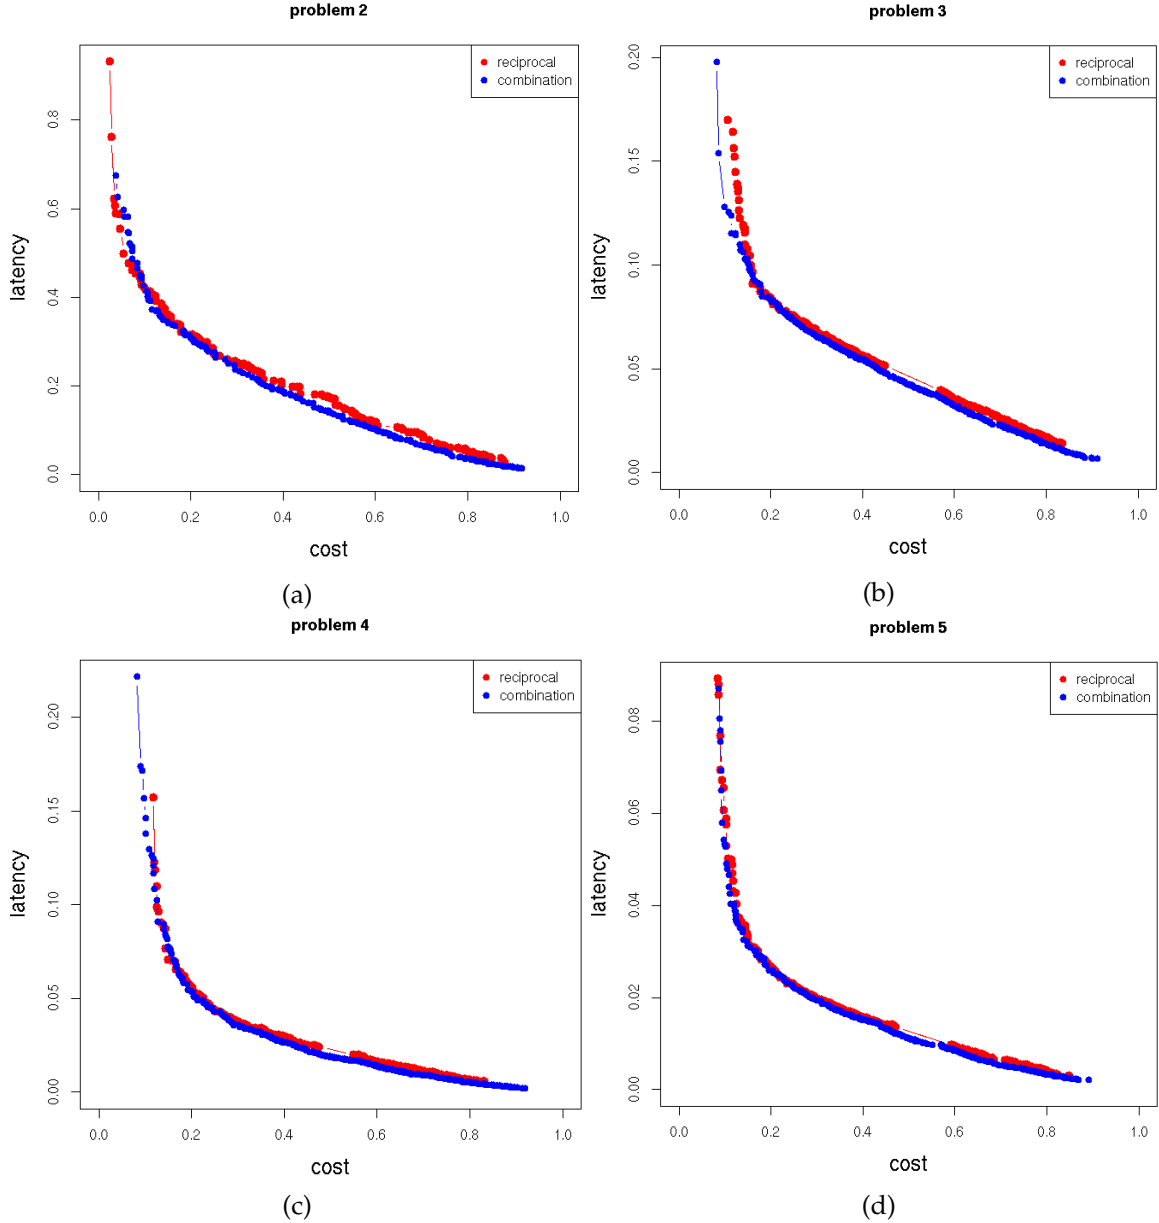 problem 2
reciprocal
combination
latency
0.0 0.2 0.4 0.6 0.8
0.0 0.2 0.4 0.6 0.8 1.0
cost
(a)
problem 3
reciprocal
combination
latency
0.00 0.05 0.10 0.15 0.20
0.0 0.2 0.4 0.6 0.8 1.0
cost
(b)
problem 4
reciprocal
combination
latency
0.00 0.05 0.10 0.15 0.20
0.0 0.2 0.4 0.6 0.8 1.0
cost
(c)
problem 5
reciprocal
combination
latency
0.00 0.02 0.04 0.06 0.08
0.0 0.2 0.4 0.6 0.8 1.0
cost
(d)